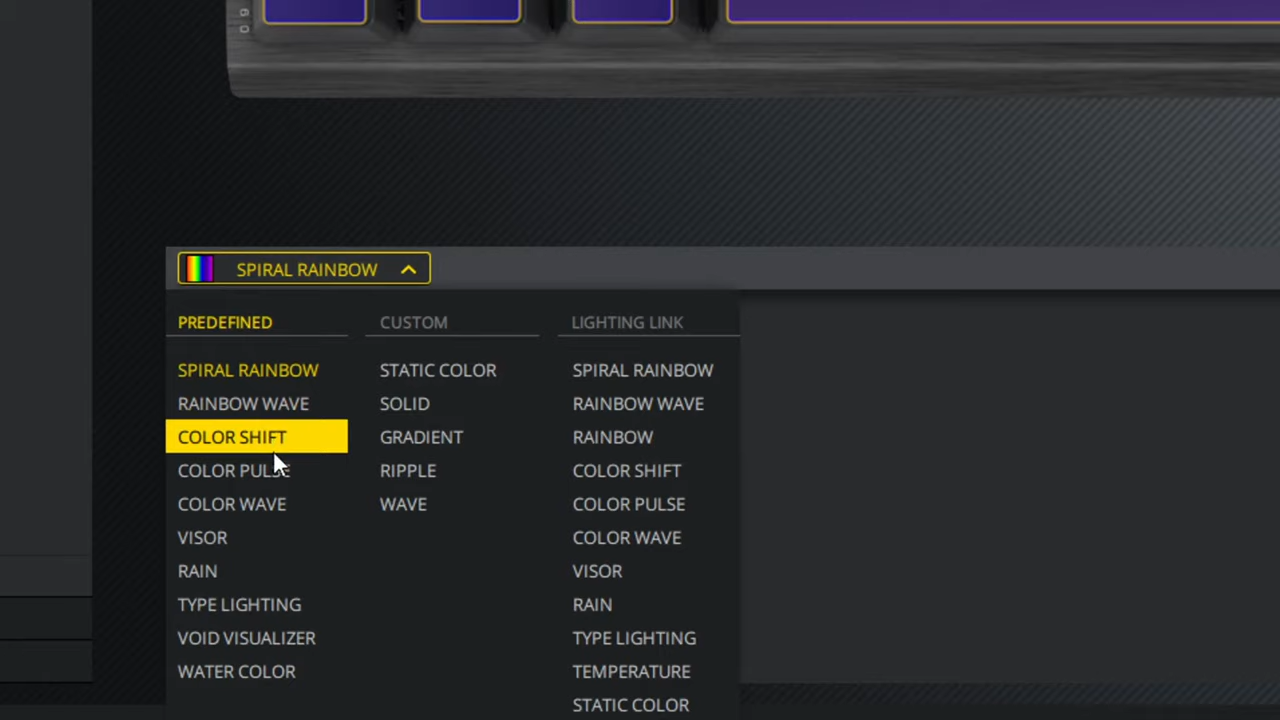 SPIRAL RAINBOW
PREDEFINED
SPIRAL RAINBOW
RAINBOW WAVE
COLOR SHIFT
COLOR PULSE
COLOR WAVE
VISOR
RAIN
TYPE LIGHTING
VOID VISUALIZER
WATER COLOR
CUSTOM
STATIC COLOR
SOLID
GRADIENT
RIPPLE
WAVE
LIGHTING LINK
SPIRAL RAINBOW
RAINBOW WAVE
RAINBOW
COLOR SHIFT
COLOR PULSE
COLOR WAVE
VISOR
RAIN
TYPE LIGHTING
TEMPERATURE
STATIC COLOR